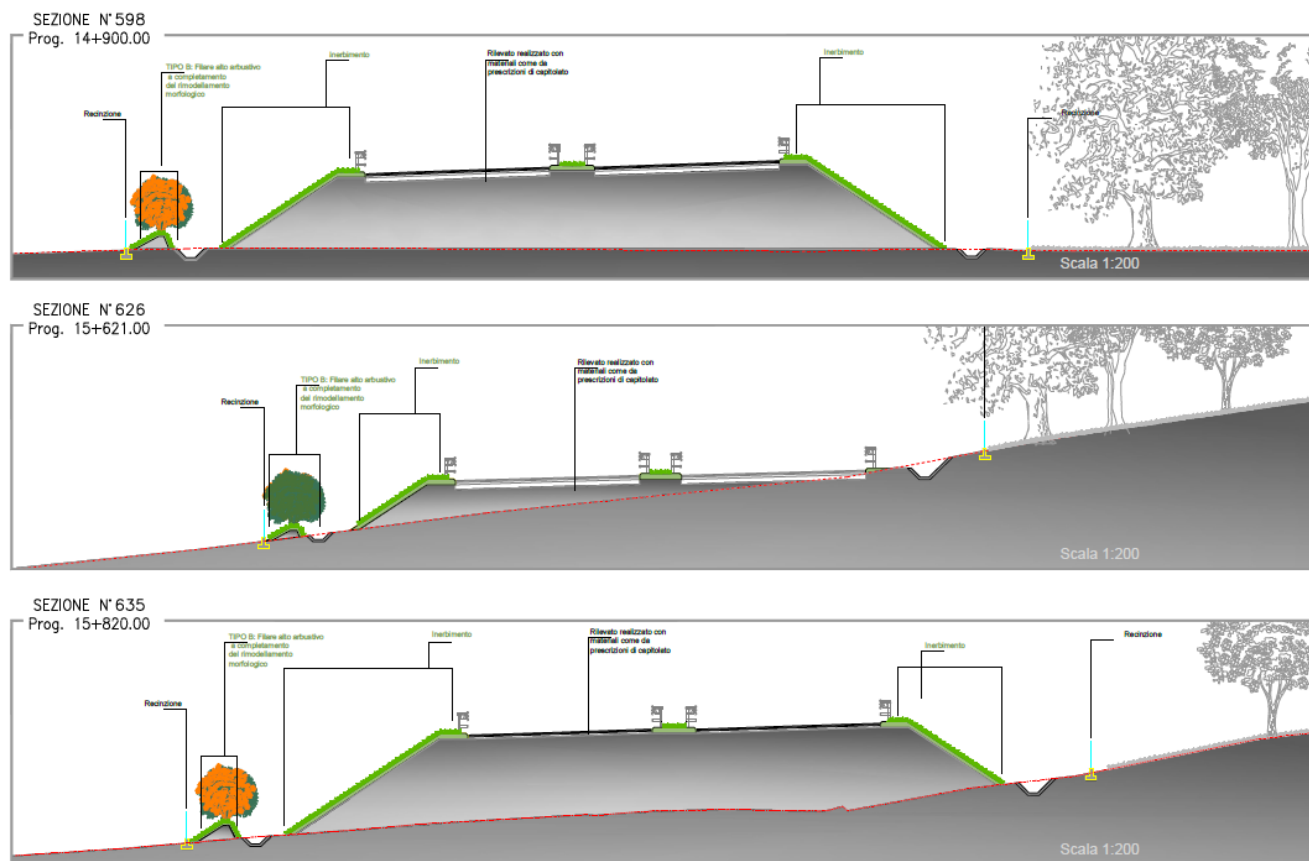 SEZIONE N°598
Prog. 14+900.00
Inerbimento
Rilevato realizzato con
materiali come da
prescrizioni di capitolato
Inerbimento
TIPO B: Filare alto arbustivo
a completamento
del rimodellamento
morfologico
Recinzione
Recinzione
Scala 1:200
SEZIONE N°626
Prog. 15+621.00
Inerbimento
Rilevato realizzato con
materiali come da
prescrizioni di capitolato
TIPO B: Filare alto arbustivo
a completamento
del rimodellamento
morfologico
Recinzione
Scala 1:200
SEZIONE N°635
Prog. 15+820.00
TIPO B: Filare alto arbustivo
a completamento
del rimodellamento
morfologico
Inerbimento
Rilevato realizzato con
materiali come da
prescrizioni di capitolato
Inerbimento
Recinzione
Recinzione
Scala 1:200